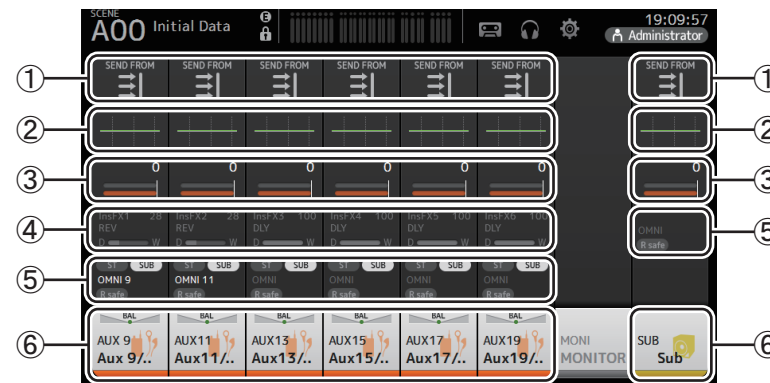 SCENE
A00 Initial Data
E
19:09:57
Administrator
① SEND FROM SEND FROM SEND FROM SEND FROM SEND FROM SEND FROM SEND FROM ①
② ②
③ 0 0 0 0 0 0 0 ③
④ InsFX1 28 InsFX2 28 InsFX3 100 InsFX4 100 InsFX5 100 InsFX6 100
REV REV DLY DLY DLY DLY
D W D W D W D W D W D W
⑤ ST SUB ST SUB ST SUB ST SUB ST SUB ST SUB ⑤
OMNI 9 OMNI 11 OMNI OMNI OMNI OMNI OMNI
R safe R safe R safe R safe R safe R safe R safe
⑥ BAL BAL BAL BAL BAL BAL ⑥
AUX 9 AUX11 AUX13 AUX15 AUX17 AUX19 MONI SUB
Aux 9/.. Aux11/.. Aux13/.. Aux15/.. Aux17/.. Aux19/.. MONITOR Sub